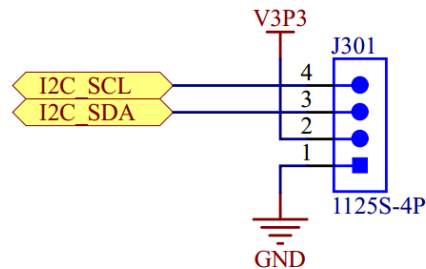 V3P3
J301
I2C_SCL
4
I2C_SDA
3
2
1
1125S-4P
GND